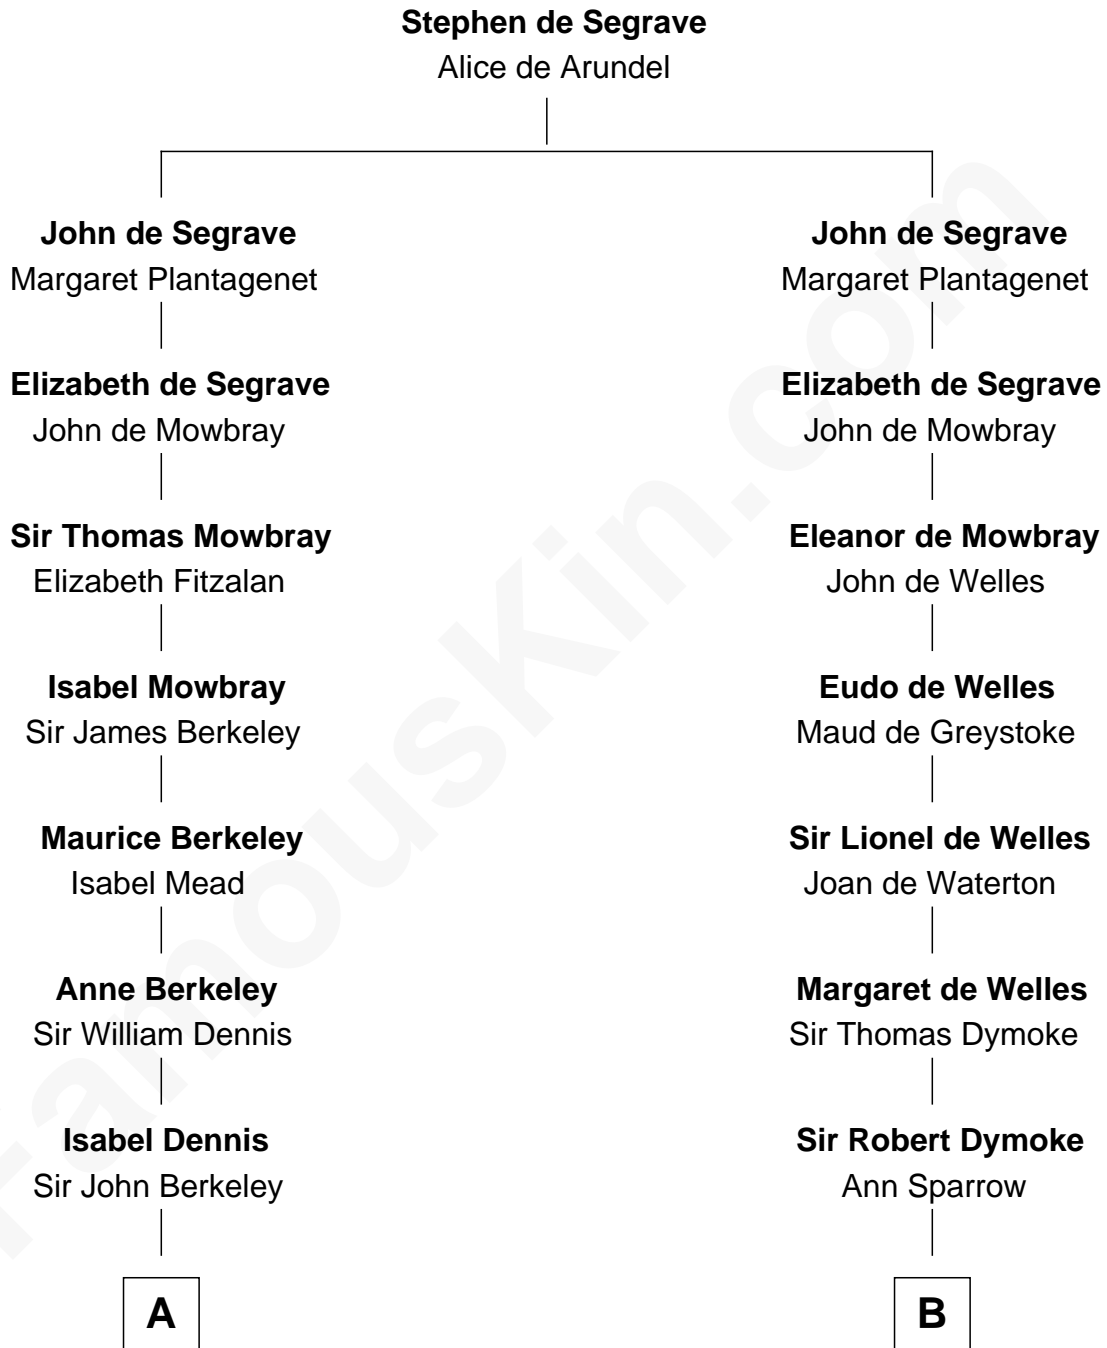 Stephen de Segrave
Alice de Arundel
John de Segrave
Margaret Plantagenet
Elizabeth de Segrave
John de Mowbray
Sir Thomas Mowbray
Elizabeth Fitzalan
Isabel Mowbray
Sir James Berkeley
Maurice Berkeley
Isabel Mead
Anne Berkeley
Sir William Dennis
Isabel Dennis
Sir John Berkeley
A
John de Segrave
Margaret Plantagenet
Elizabeth de Segrave
John de Mowbray
Eleanor de Mowbray
John de Welles
Eudo de Welles
Maud de Greystoke
Sir Lionel de Welles
Joan de Waterton
Margaret de Welles
Sir Thomas Dymoke
Sir Robert Dymoke
Ann Sparrow
B
FamousKin.com